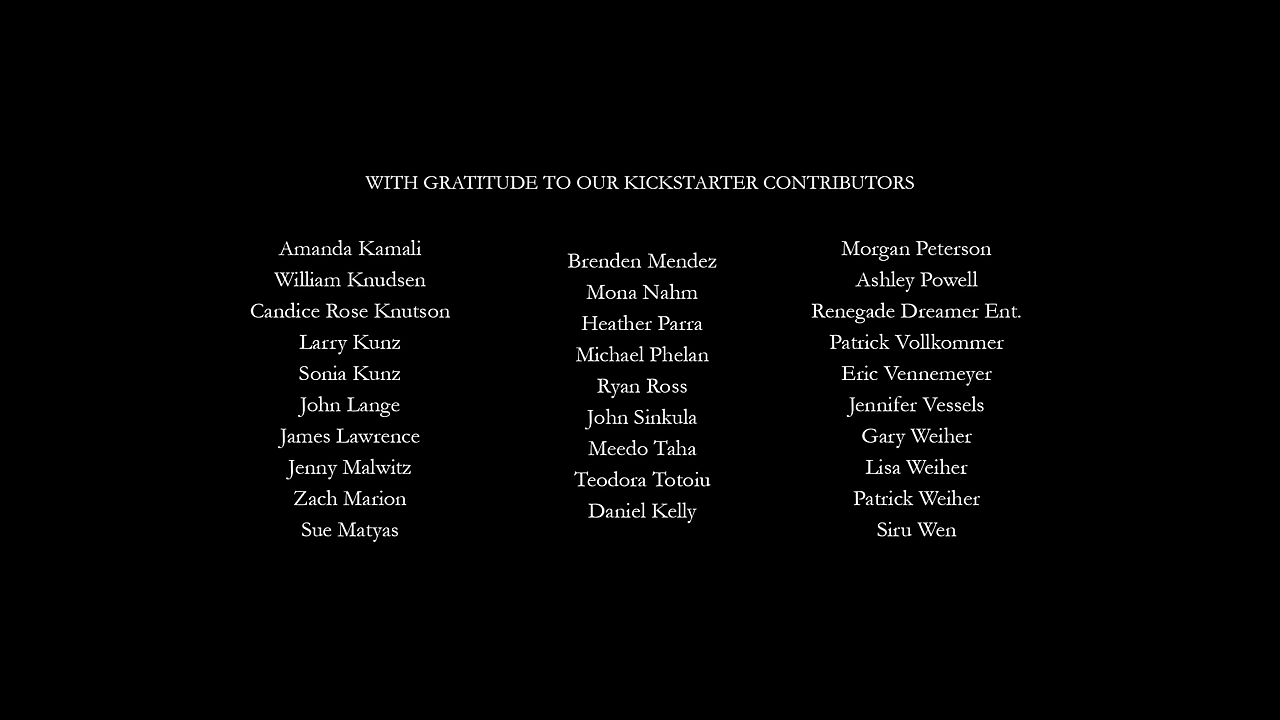 WITH GRATITUDE TO OUR KICKSTARTER CONTRIBUTORS
Amanda Kamali
William Knudsen
Candice Rose Knutson
Larry Kunz
Sonia Kunz
John Lange
James Lawrence
Jenny Malwitz
Zach Marion
Sue Matyas
Brenden Mendez
Mona Nahm
Heather Parra
Michael Phelan
Ryan Ross
John Sinkula
Meedo Taha
Teodora Totoiu
Daniel Kelly
Morgan Peterson
Ashley Powell
Renegade Dreamer Ent.
Patrick Vollkommer
Eric Vennemeyer
Jennifer Vessels
Gary Weiher
Lisa Weiher
Patrick Weiher
Siru Wen